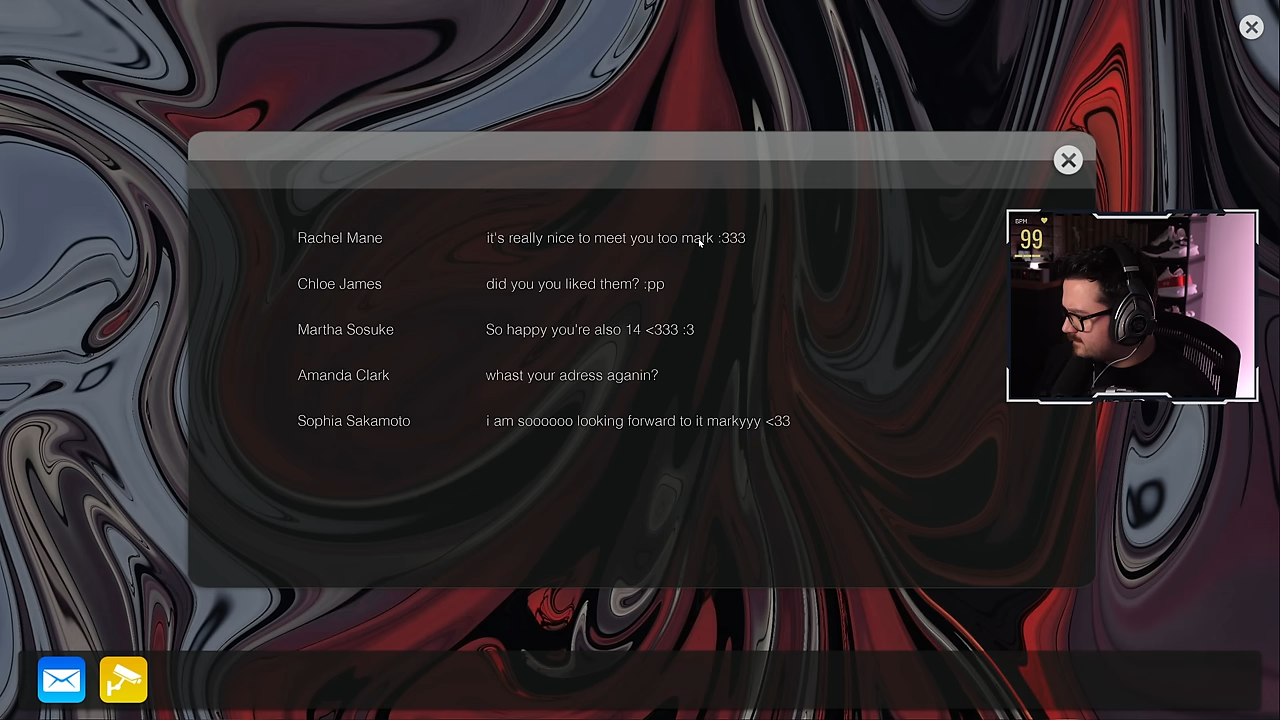 Rachel Mane it's really nice to meet you too mark :333
BPM
99
Chloe James did you you liked them? :pp
Martha Sosuke So happy you're also 14 <333 :3
Amanda Clark whast your adress aganin?
Sophia Sakamoto i am soooooo looking forward to it markyyy <33